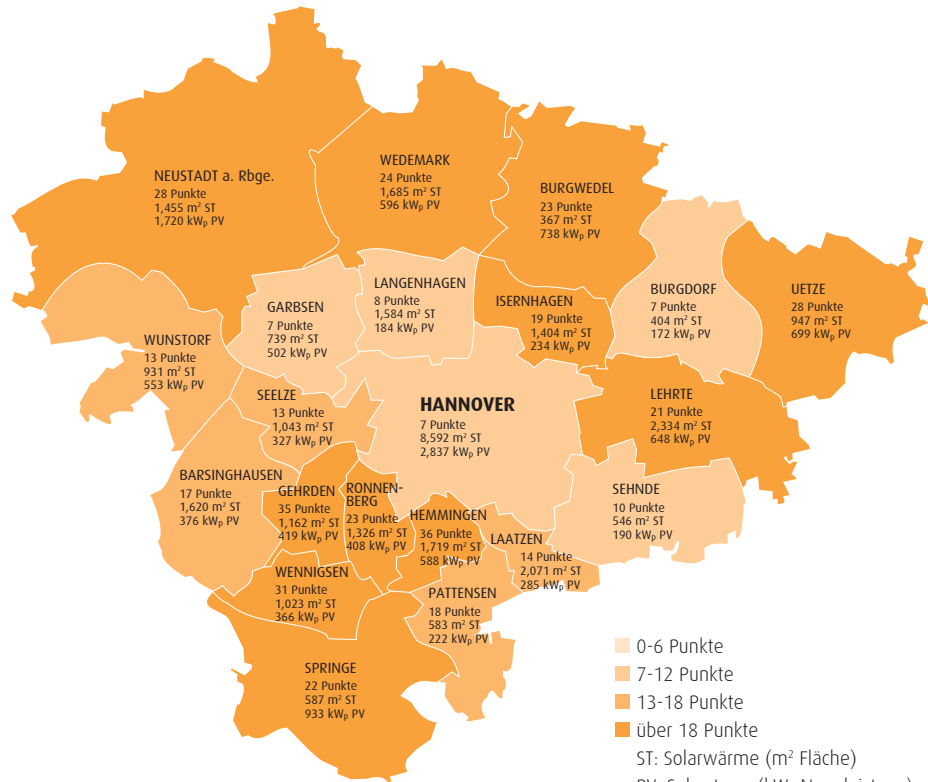 NEUSTADT a. Rbge.
28 Punkte
1,455 m² ST
1,720 kWp PV
WEDEMARK
24 Punkte
1,685 m² ST
596 kWp PV
BURGWEDEL
23 Punkte
367 m² ST
738 kWp PV
LANGENHAGEN
8 Punkte
1,584 m² ST
184 kWp PV
GARBSEN
7 Punkte
739 m² ST
502 kWp PV
ISERNHAGEN
19 Punkte
1,404 m² ST
234 kWp PV
BURGDORF
7 Punkte
404 m² ST
172 kWp PV
UETZE
28 Punkte
947 m² ST
699 kWp PV
WUNSTORF
13 Punkte
931 m² ST
553 kWp PV
SEELZE
13 Punkte
1,043 m² ST
327 kWp PV
HANNOVER
7 Punkte
8,592 m² ST
2,837 kWp PV
LEHRTE
21 Punkte
2,334 m² ST
648 kWp PV
BARSINGHAUSEN
17 Punkte
1,620 m² ST
376 kWp PV
GEHRDEN
35 Punkte
1,162 m² ST
419 kWp PV
RONNEN-
BERG
23 Punkte
1,326 m² ST
408 kWp PV
HEMMINGEN
36 Punkte
1,719 m² ST
588 kWp PV
LAATZEN
14 Punkte
2,071 m² ST
285 kWp PV
SEHNDE
10 Punkte
546 m² ST
190 kWp PV
WENNIGSEN
31 Punkte
1,023 m² ST
366 kWp PV
PATTENSEN
18 Punkte
583 m² ST
222 kWp PV
SPRINGE
22 Punkte
587 m² ST
933 kWp PV
0-6 Punkte
7-12 Punkte
13-18 Punkte
über 18 Punkte
ST: Solarwärme (m² Fläche)